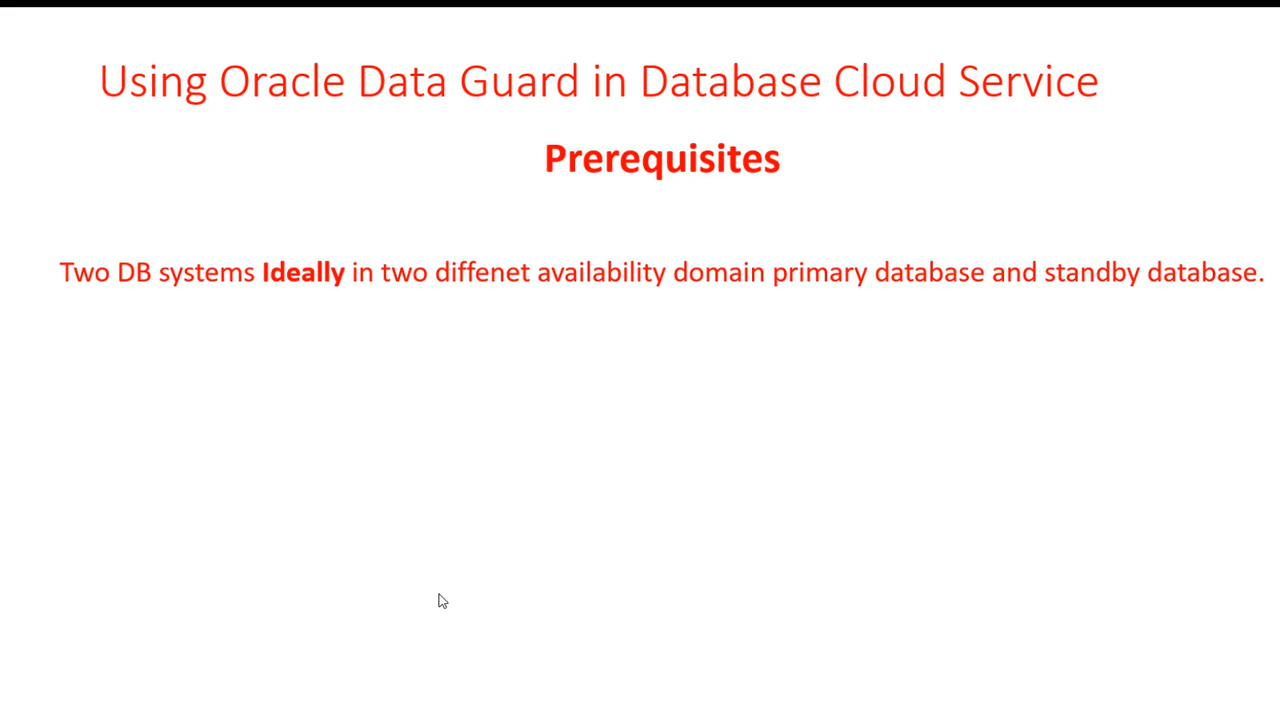 Using Oracle Data Guard in Database Cloud Service
Prerequisites
Two DB systems Ideally in two diffenet availability domain primary database and standby database.